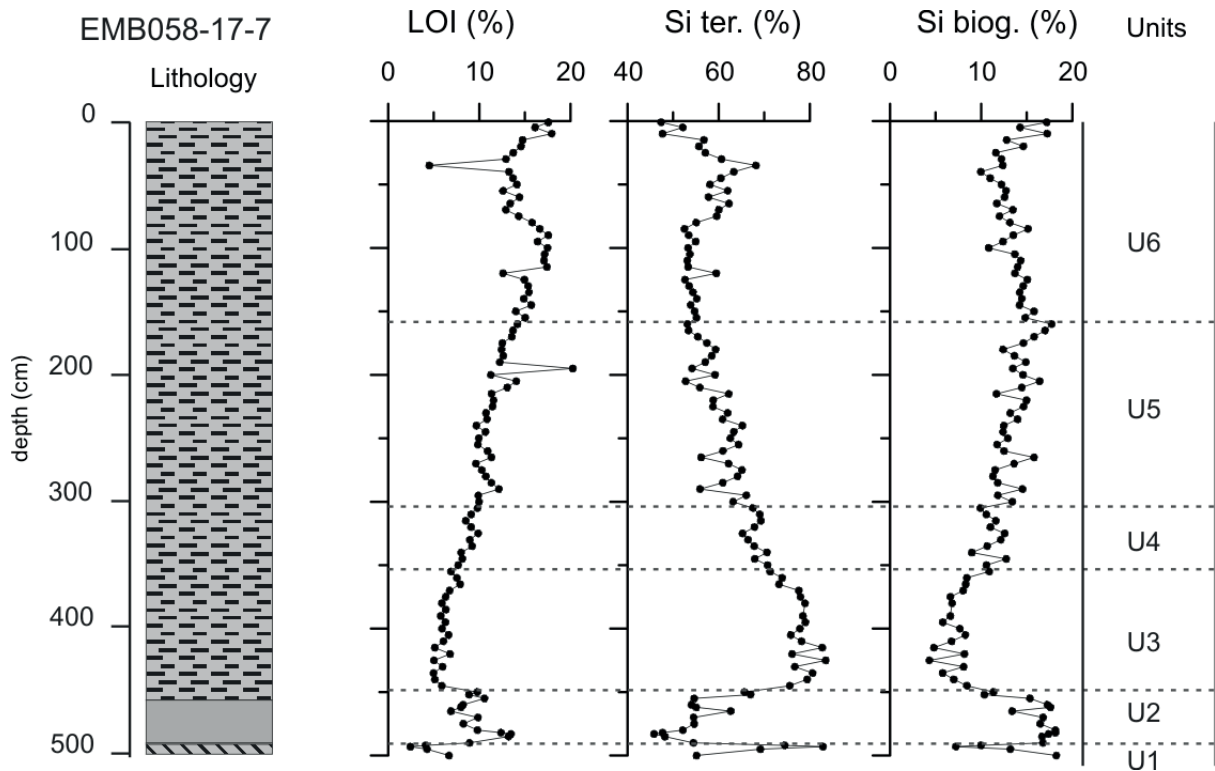 EMB058-17-7
LOI (%)
Si ter. (%)
Si biog. (%)
Units
Lithology
0 10 20
40 60 80
0 10 20
depth (cm)
0
100
200
300
400
500
U6
U5
U4
U3
U2
U1